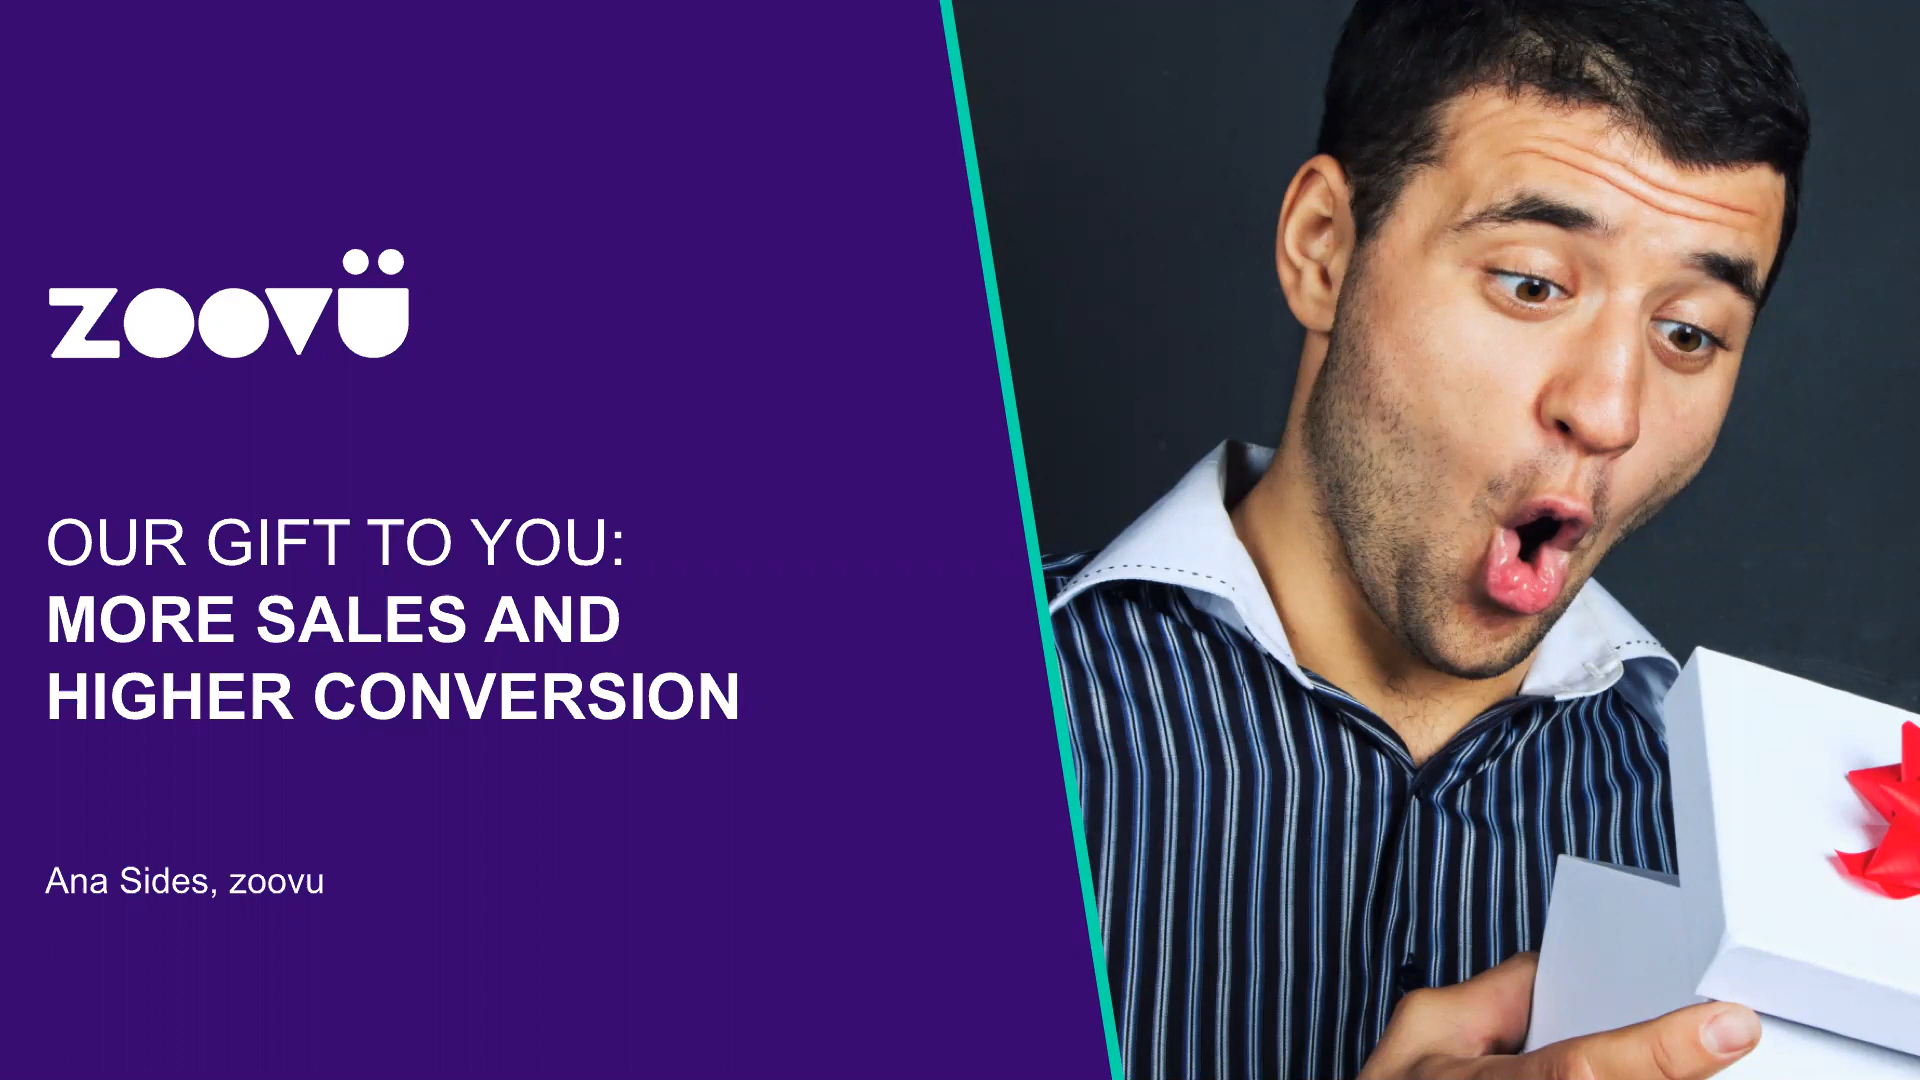 zoovü
OUR GIFT TO YOU:
MORE SALES AND
HIGHER CONVERSION
Ana Sides, zoovu